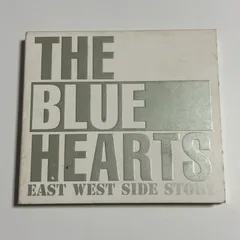 THE
BLUE
HEARTS
EAST WEST SIDE STORY